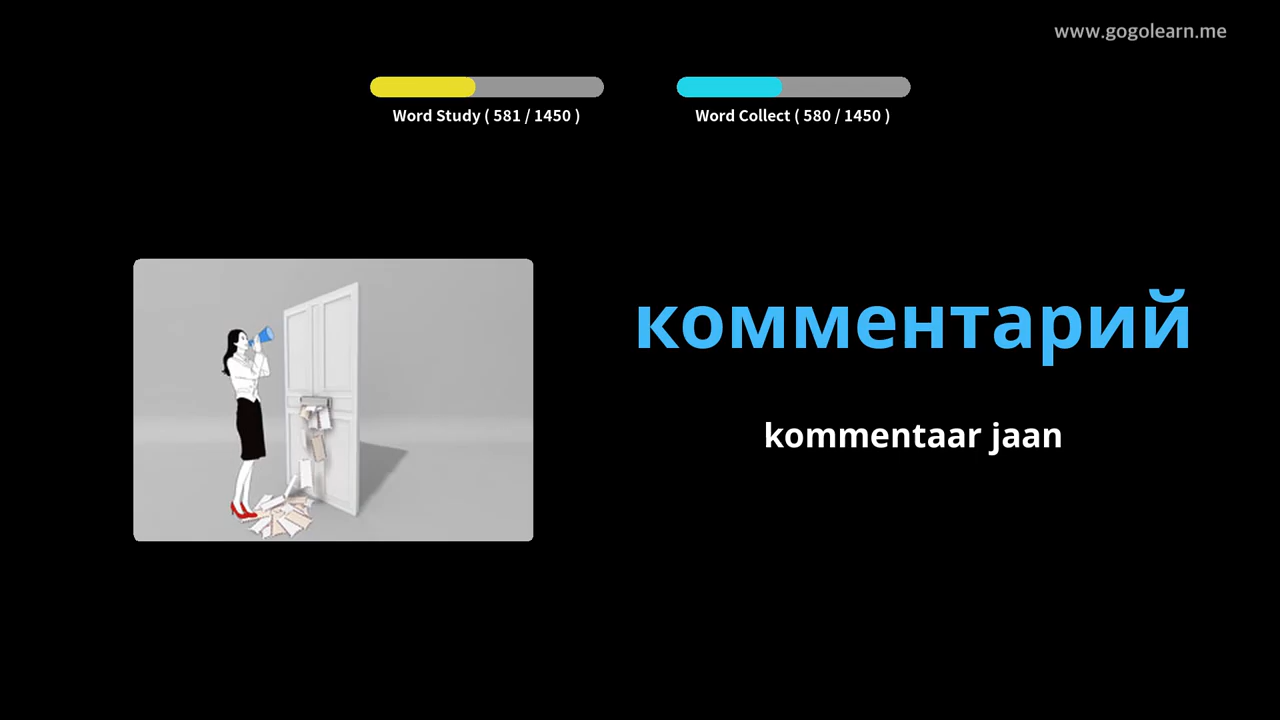 www.gogolearn.me
Word Study ( 581 / 1450 )
Word Collect ( 580 / 1450 )
комментарий
kommentaar jaan